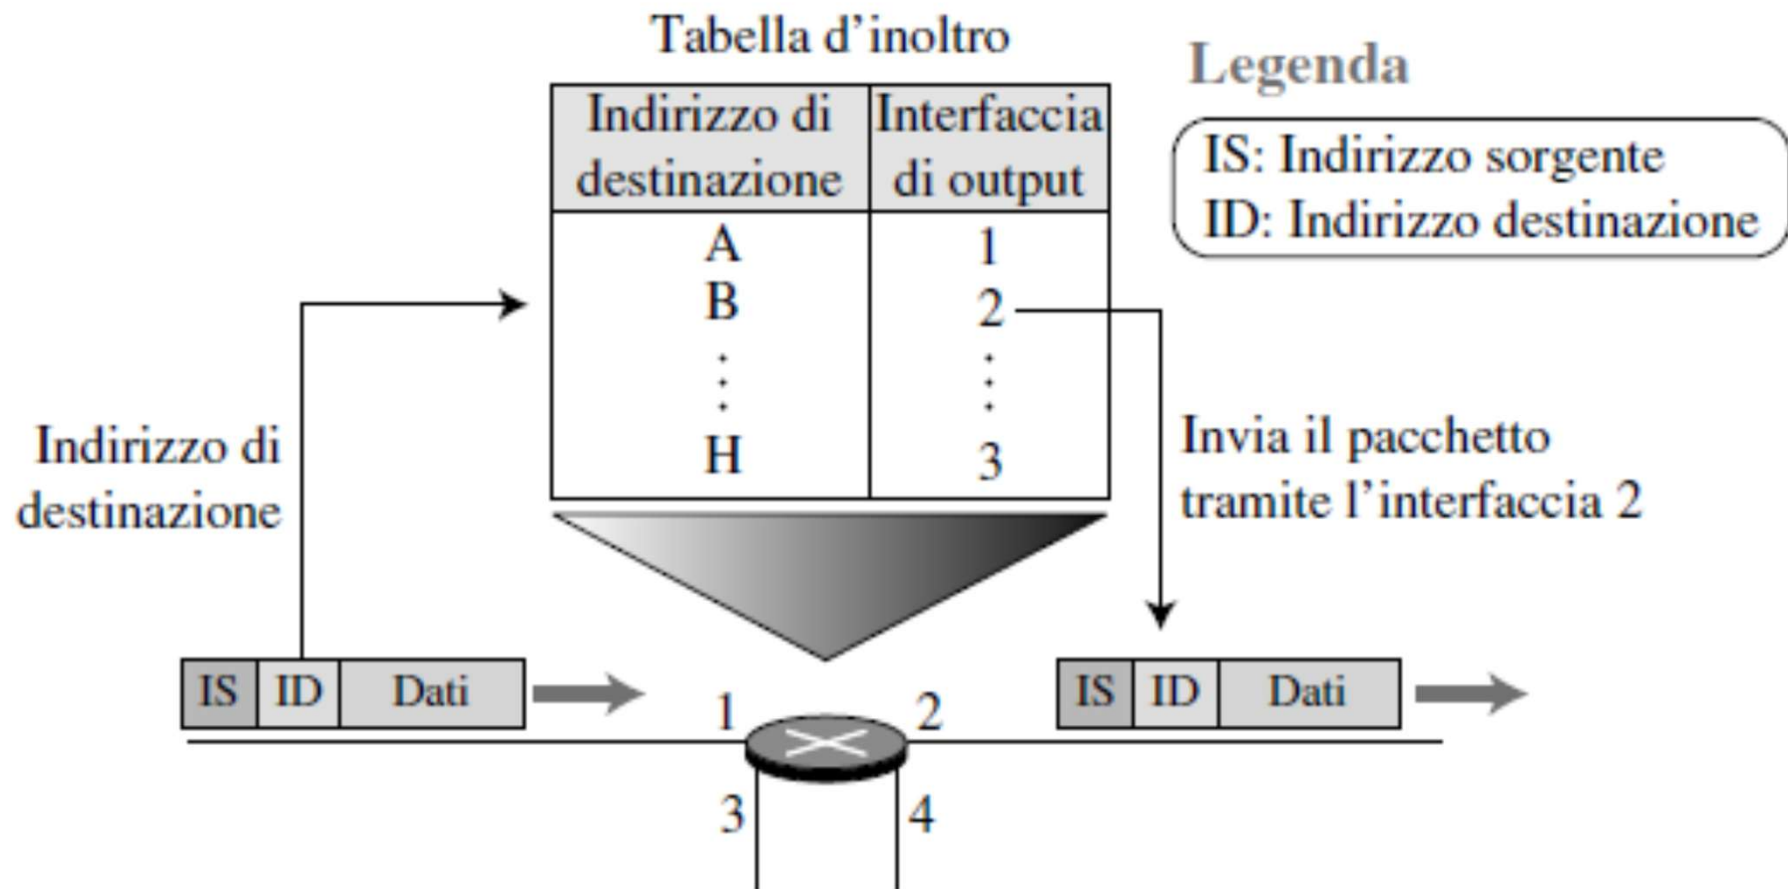 Tabella d'inoltro
Legenda
Indirizzo di destinazione
Interfaccia di output
IS: Indirizzo sorgente
ID: Indirizzo destinazione
A 1
B 2
H 3
Indirizzo di
destinazione
Invia il pacchetto
tramite l'interfaccia 2
IS ID Dati
IS ID Dati
1 2
3 4